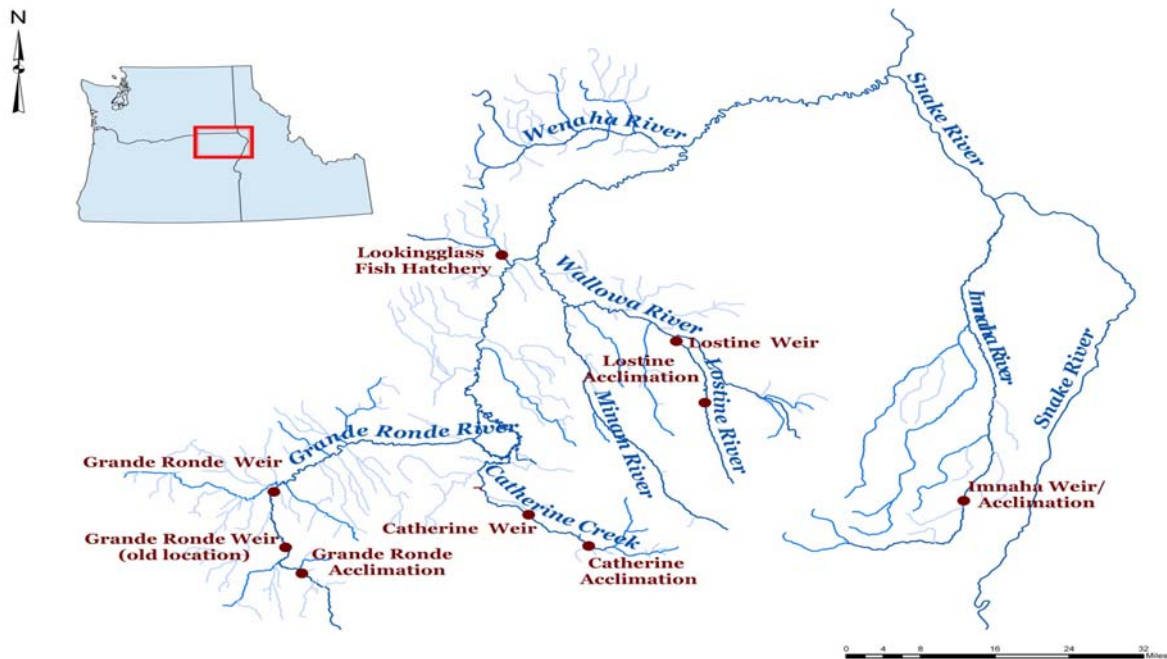 N
Wenaha River
Snake River
Lookingglass
Fish Hatchery
Wallowa River
Lostine Weir
Lostine
Acclimation
Lostine River
Minam River
Imnaha River
Snake River
Grande Ronde River
Grande Ronde Weir
Catherine Creek
Imnaha Weir/
Acclimation
Catherine Weir
Grande Ronde Weir
(old location)
Grande Ronde
Acclimation
Catherine
Acclimation
0 4 8 16 24 32
Miles